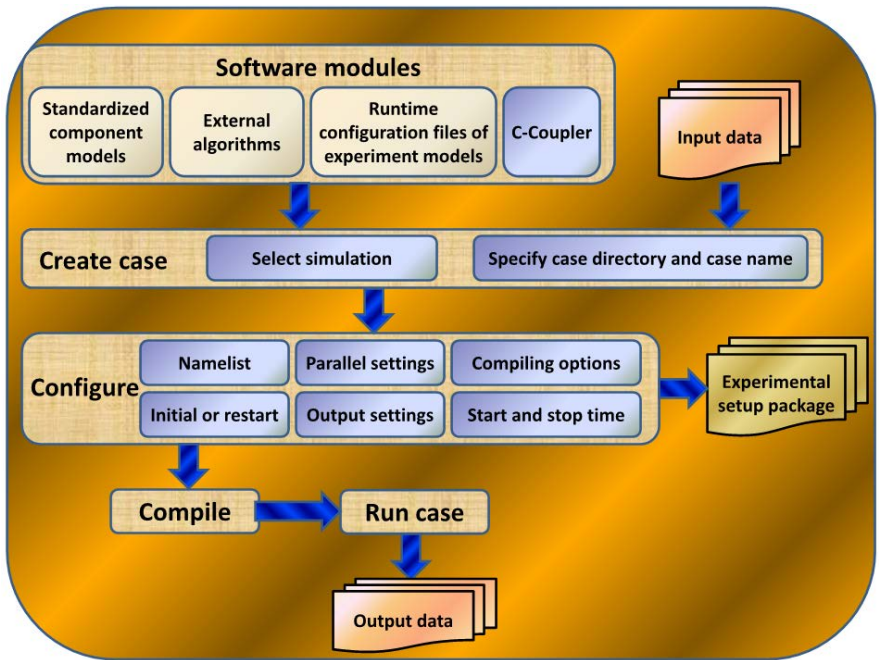 Software modules
Standardized
component
models
External
algorithms
Runtime
configuration files of
experiment models
C-Coupler
Input data
Create case
Select simulation
Specify case directory and case name
Configure
Namelist
Parallel settings
Compiling options
Initial or restart
Output settings
Start and stop time
Experimental
setup package
Compile
Run case
Output data